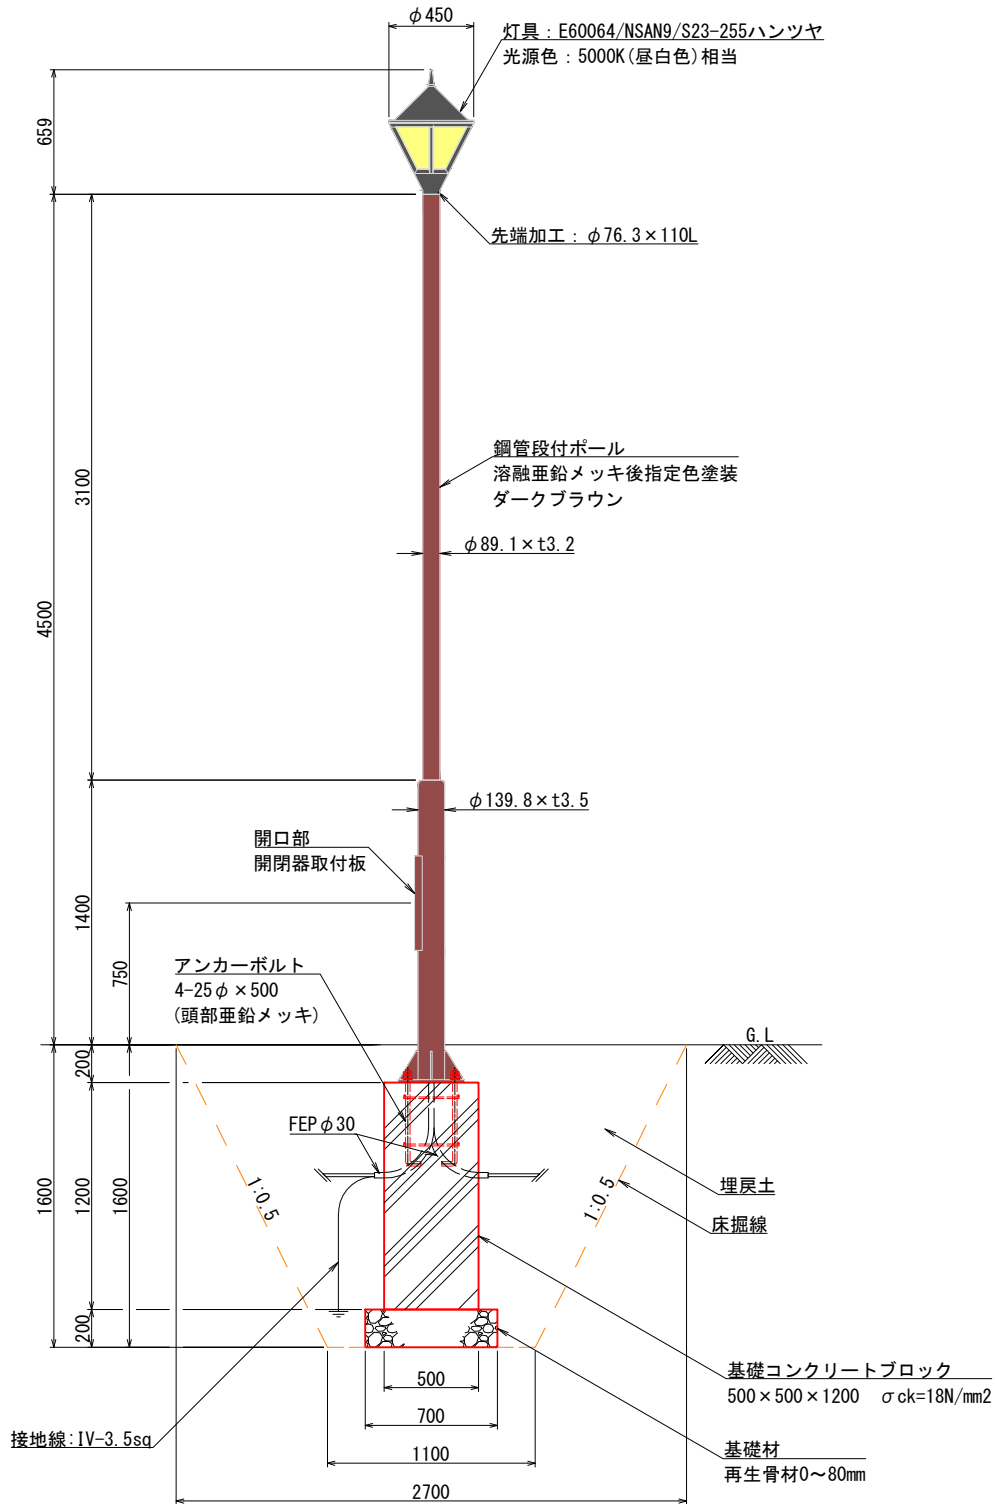 φ450
灯具：E60064/NSAN9/S23-255ハンツヤ
光源色：5000K(昼白色)相当
659
先端加工：φ76.3×110L
3100
鋼管段付ポール
溶融亜鉛メッキ後指定色塗装
ダークブラウン
φ89.1×t3.2
4500
φ139.8×t3.5
開口部
開閉器取付板
1400
750
アンカーボルト
4-25φ×500
(頭部亜鉛メッキ)
G.L
200
FEPφ30
1600
1200
1600
1:0.5
1:0.5
埋戻土
床掘線
200
500
基礎コンクリートブロック
500×500×1200 σck=18N/mm2
700
接地線:IV-3.5sq
1100
基礎材
再生骨材0～80mm
2700